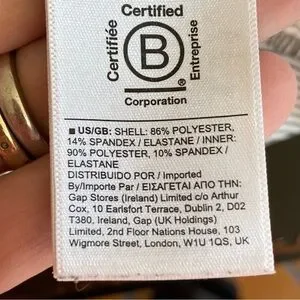 Certified
Certifiée
B
®
Entreprise
Corporation
■ US/GB: SHELL: 86% POLYESTER,
14% SPANDEX / ELASTANE / INNER:
90% POLYESTER, 10% SPANDEX /
ELASTANE
DISTRIBUIDO POR / Imported
By/Importe Par / ΕΙΣΑΓΕΤΑΙ ΑΠΟ ΤΗΝ:
Gap Stores (Ireland) Limited c/o Arthur
Cox, 10 Earlsfort Terrace, Dublin 2, D02
T380, Ireland, Gap (UK Holdings)
Limited, 2nd Floor Nations House, 103
Wigmore Street, London, W1U 1QS, UK